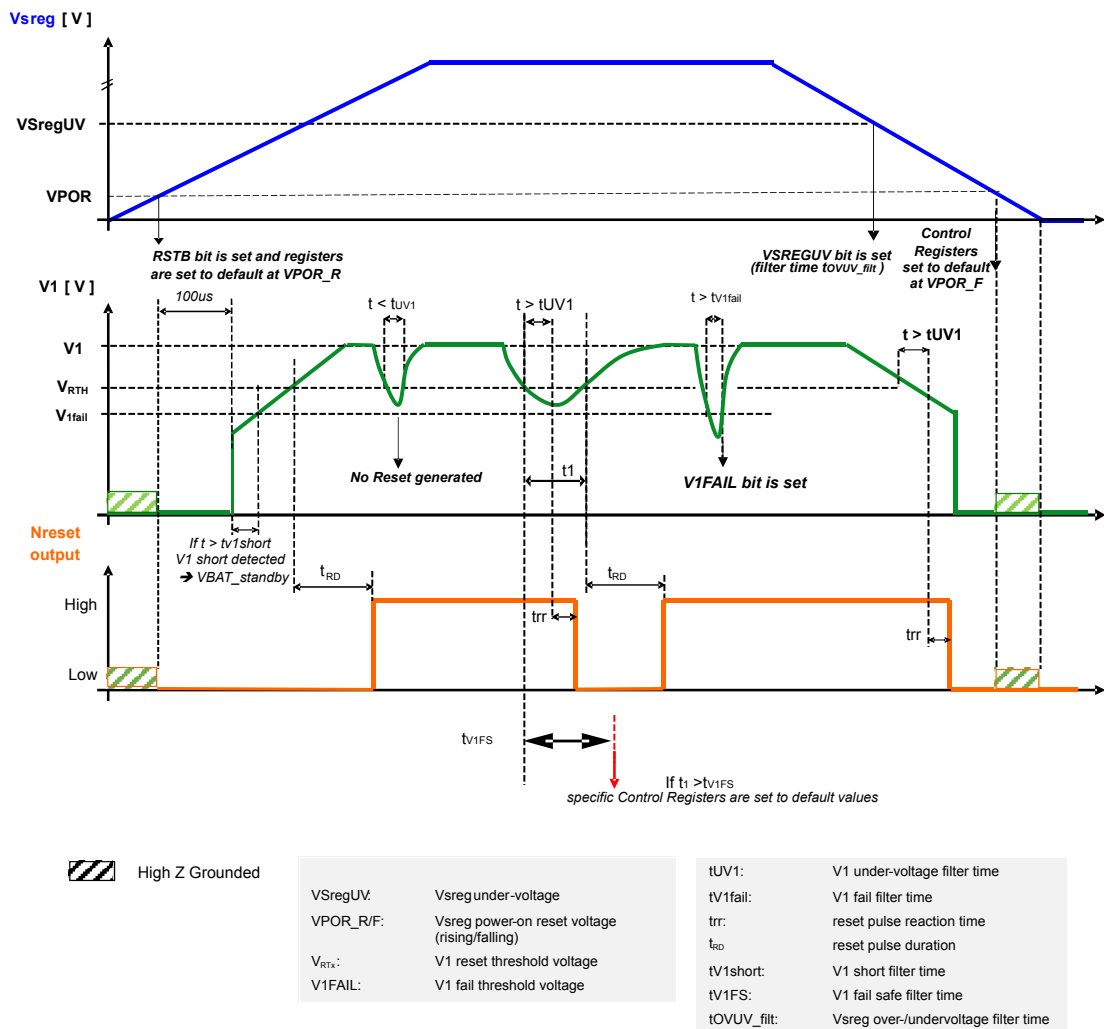 Vsreg [ V ]
VSregUV
VPOR
RSTB bit is set and registers
are set to default at VPOR_R
VSREGUV bit is set
(filter time tOVUV_filt )
Control
Registers
set to default
at VPOR_F
V1 [ V ]
100us
t < tUV1
t > tUV1
t > tV1fail
t > tUV1
V1
VRTH
V1fail
No Reset generated
t1
V1FAIL bit is set
Nreset
output
If t > tv1short
V1 short detected
➔ VBAT_standby
tRD
tRD
High
trr
trr
Low
tV1FS
If t1 >tV1FS
specific Control Registers are set to default values
High Z Grounded
VSregUV: Vsreg under-voltage
VPOR_R/F: Vsreg power-on reset voltage
(rising/falling)
VRTx: V1 reset threshold voltage
V1FAIL: V1 fail threshold voltage
tUV1: V1 under-voltage filter time
tV1fail: V1 fail filter time
trr: reset pulse reaction time
tRD reset pulse duration
tV1short: V1 short filter time
tV1FS: V1 fail safe filter time
tOVUV_filt: Vsreg over-/undervoltage filter time